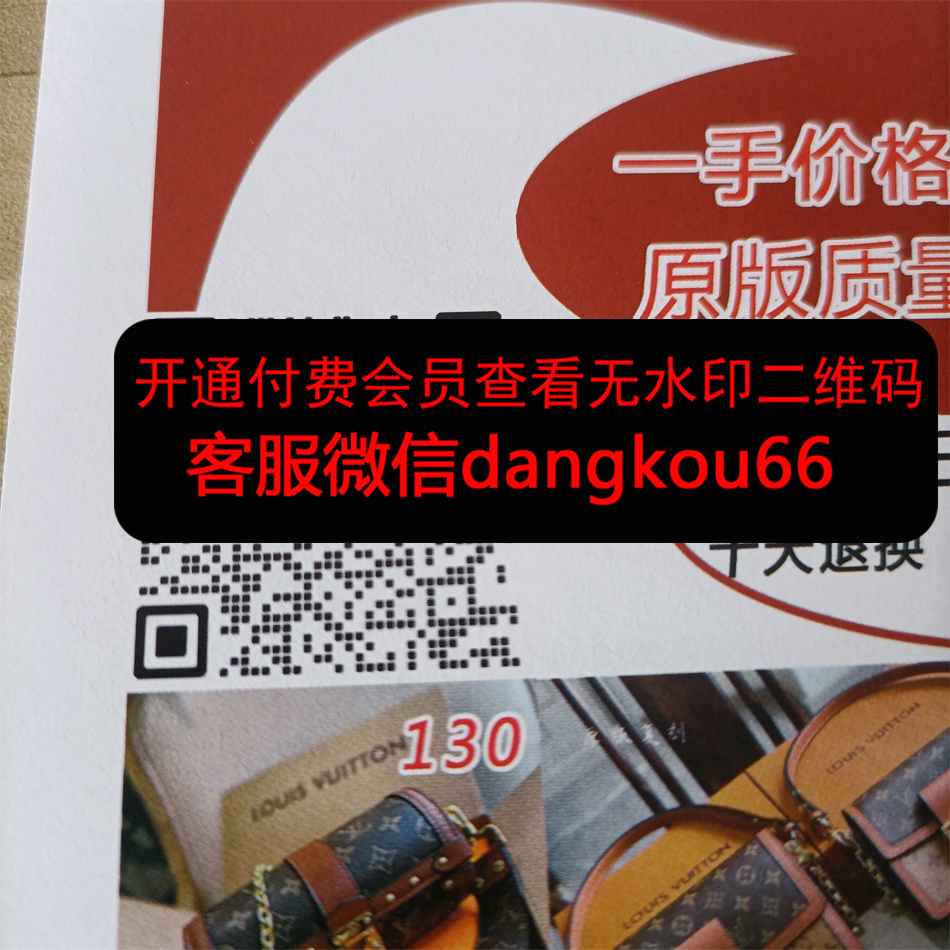 一手价格
原版质量
开通付费会员查看无水印二维码
客服微信dangkou66
十天退换
130
LOUIS VUITTON
LOUIS VUITTON
LOUIS VUITTON